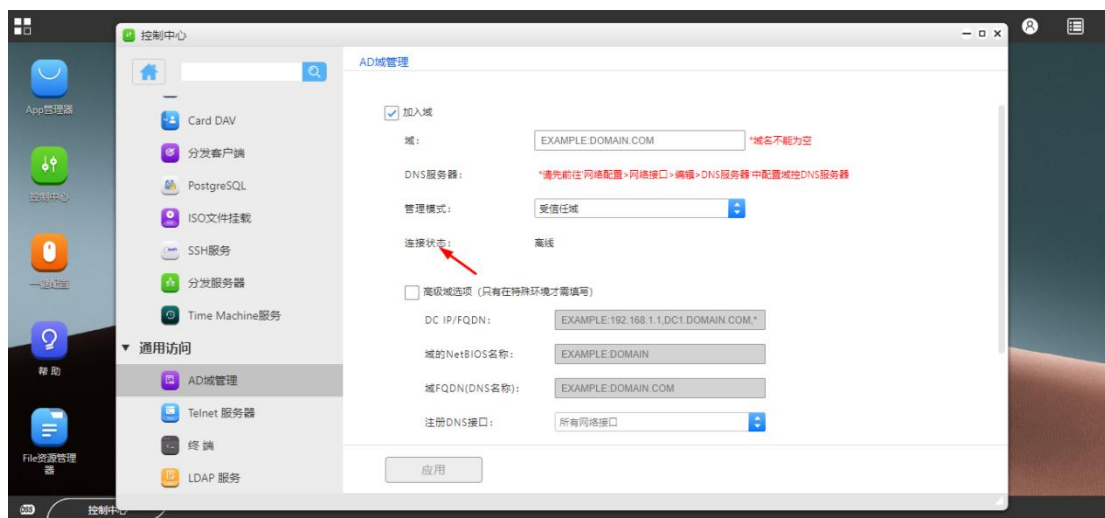 控制中心
App管理器
控制中心
一键配置
帮 助
File资源管理
器
Card DAV
分发客户端
PostgreSQL
ISO文件挂载
SSH服务
分发服务器
Time Machine服务
通用访问
AD域管理
Telnet 服务器
终 端
LDAP 服务
AD域管理
加入域
域: EXAMPLE:DOMAIN.COM *域名不能为空
DNS服务器: *请先前往'网络配置>网络接口>编辑>DNS服务器'中配置域控DNS服务器
管理模式: 受信任域
连接状态: 离线
高级域选项 (只有在特殊环境才需填写)
DC IP/FQDN: EXAMPLE:192.168.1.1,DC1.DOMAIN.COM,*
域的NetBIOS名称: EXAMPLE:DOMAIN
域FQDN(DNS名称): EXAMPLE:DOMAIN.COM
注册DNS接口: 所有网络接口
应用
控制中心